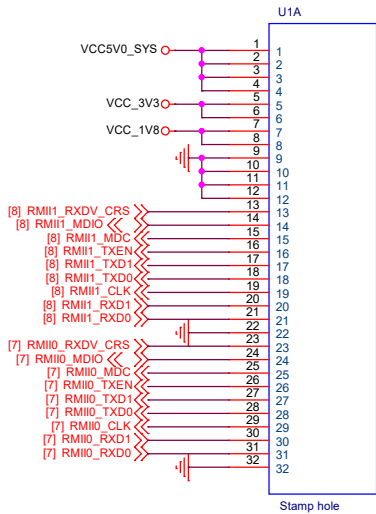 U1A
VCC5V0_SYS 1 1
2 2
3 3
4 4
VCC_3V3 5 5
6 6
VCC_1V8 7 7
8 8
9 9
10 10
11 11
12 12
[8] RMII1_RXDV_CRS 13 13
[8] RMII1_MDIO 14 14
[8] RMII1_MDC 15 15
[8] RMII1_TXEN 16 16
[8] RMII1_TXD1 17 17
[8] RMII1_TXD0 18 18
[8] RMII1_CLK 19 19
[8] RMII1_RXD1 20 20
[8] RMII1_RXD0 21 21
22 22
[7] RMII0_RXDV_CRS 23 23
[7] RMII0_MDIO 24 24
[7] RMII0_MDC 25 25
[7] RMII0_TXEN 26 26
[7] RMII0_TXD1 27 27
[7] RMII0_TXD0 28 28
[7] RMII0_CLK 29 29
[7] RMII0_RXD1 30 30
[7] RMII0_RXD0 31 31
32 32
Stamp hole